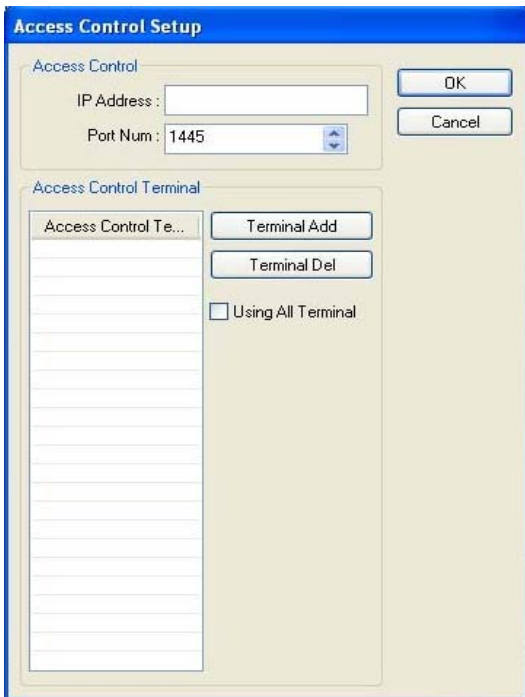 Access Control Setup
Access Control
IP Address :
Port Num : 1445
OK
Cancel
Access Control Terminal
Access Control Te...
Terminal Add
Terminal Del
Using All Terminal